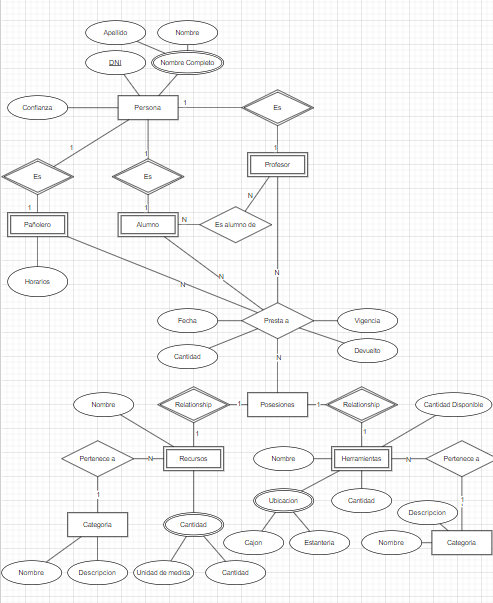 Apellido
Nombre
DNI
Nombre Completo
Confianza
Persona
1
Es
1
1
1
Profesor
Es
Es
1
1
N
Pañolero
Alumno
N
Es alumno de
Horarios
N
N
N
Fecha
Presta a
Vigencia
Cantidad
Devuelto
N
Nombre
Relationship
1
Posesiones
1
Relationship
Cantidad Disponible
1
1
Pertenece a
N
Recursos
Nombre
Herramientas
N
Pertenece a
1
Ubicacion
Cantidad
1
Descripcion
Categoria
Cantidad
Cajon
Estanteria
Nombre
Categoria
Nombre
Descripcion
Unidad de medida
Cantidad